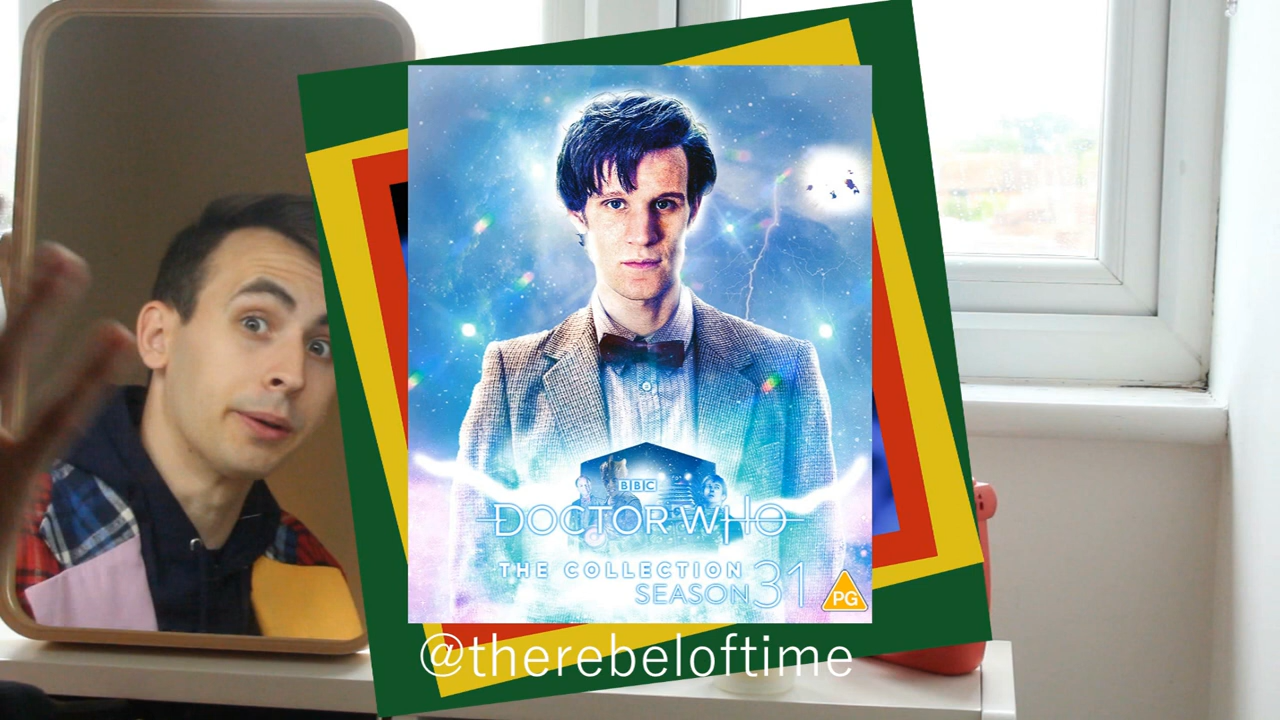 BBC
DOCTOR WHO
THE COLLECTION
SEASON 31
PG
@therebeloftime